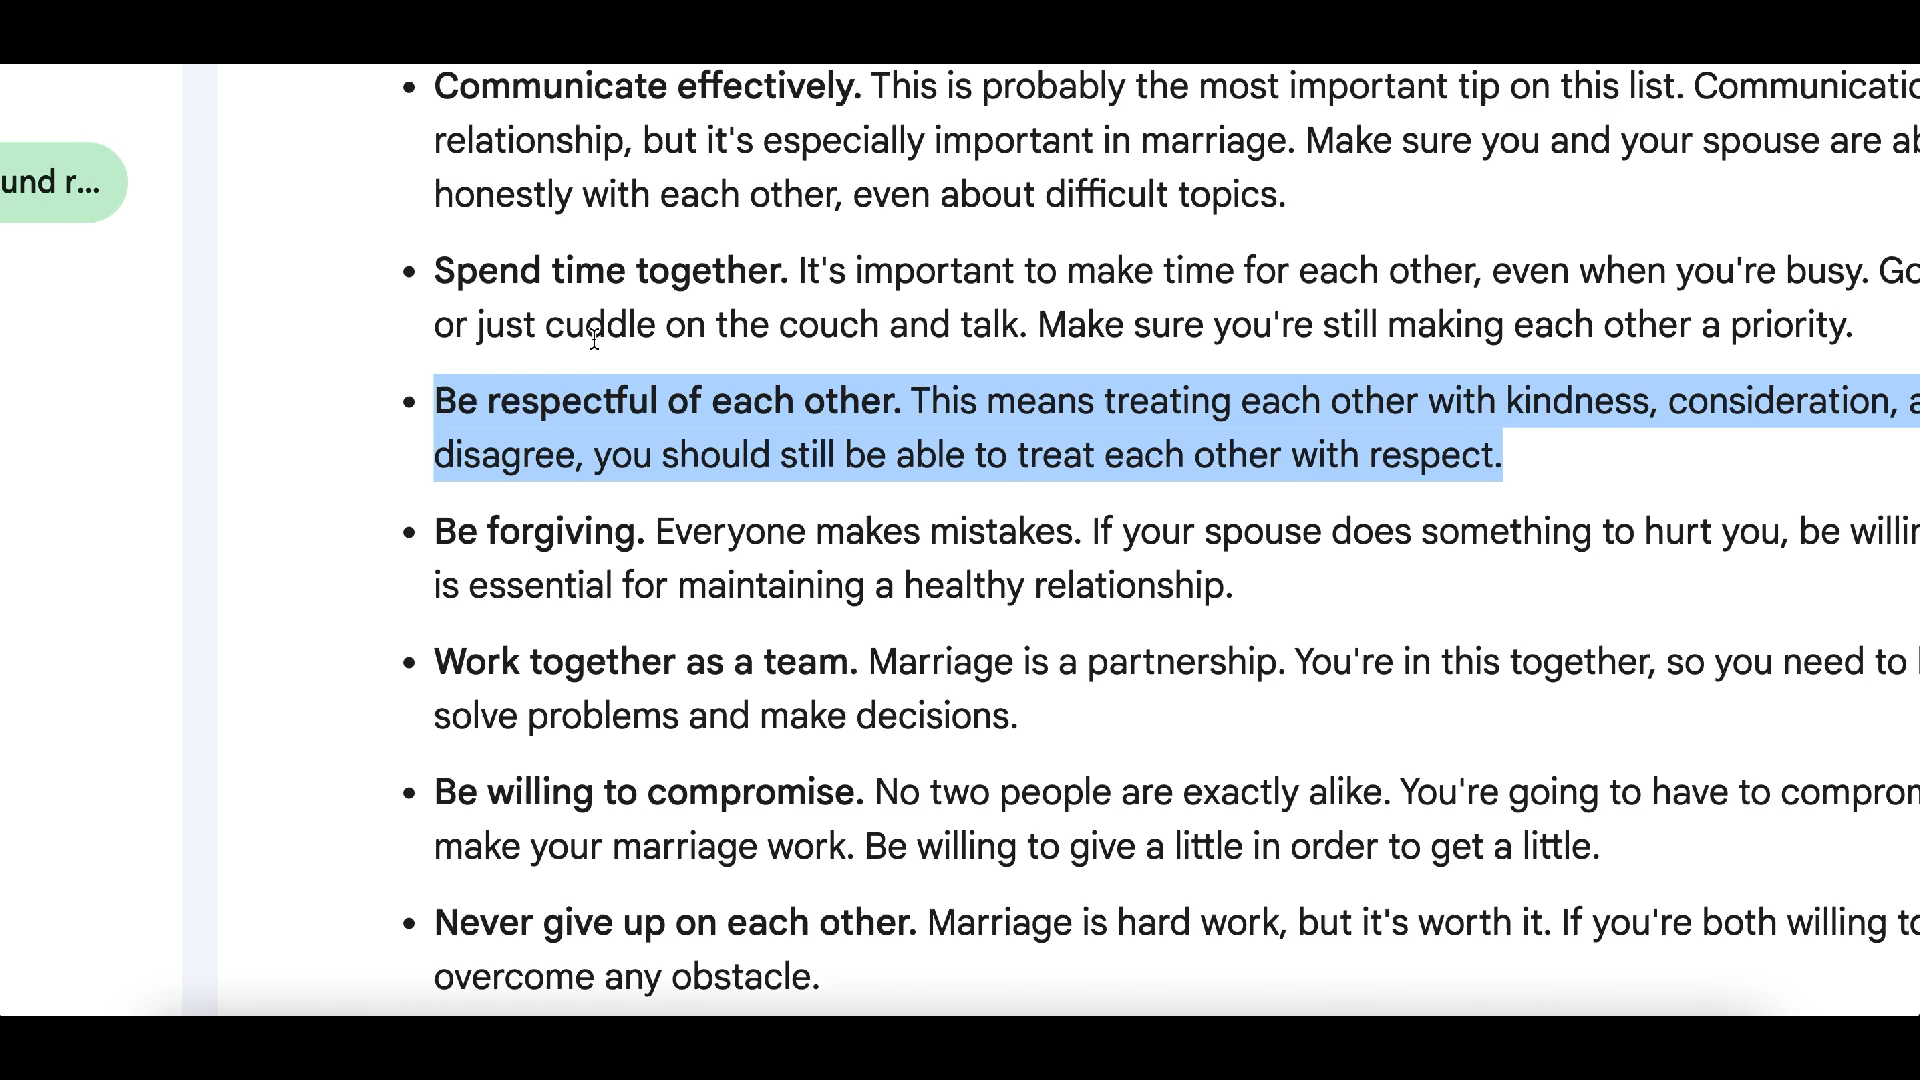 Communicate effectively. This is probably the most important tip on this list.
relationship, but it's especially important in marriage. Make sure you and your spouse are
und r...
honestly with each other, even about difficult topics.
Spend time together. It's important to make time for each other, even when you're busy.
or just cuddle on the couch and talk. Make sure you're still making each other a priority.
Be respectful of each other. This means treating each other with kindness, consideration,
disagree, you should still be able to treat each other with respect.
Be forgiving. Everyone makes mistakes. If your spouse does something to hurt you, be
is essential for maintaining a healthy relationship.
Work together as a team. Marriage is a partnership. You're in this together, so you need to
solve problems and make decisions.
Be willing to compromise. No two people are exactly alike. You're going to have to
make your marriage work. Be willing to give a little in order to get a little.
Never give up on each other. Marriage is hard work, but it's worth it. If you're both willing
overcome any obstacle.